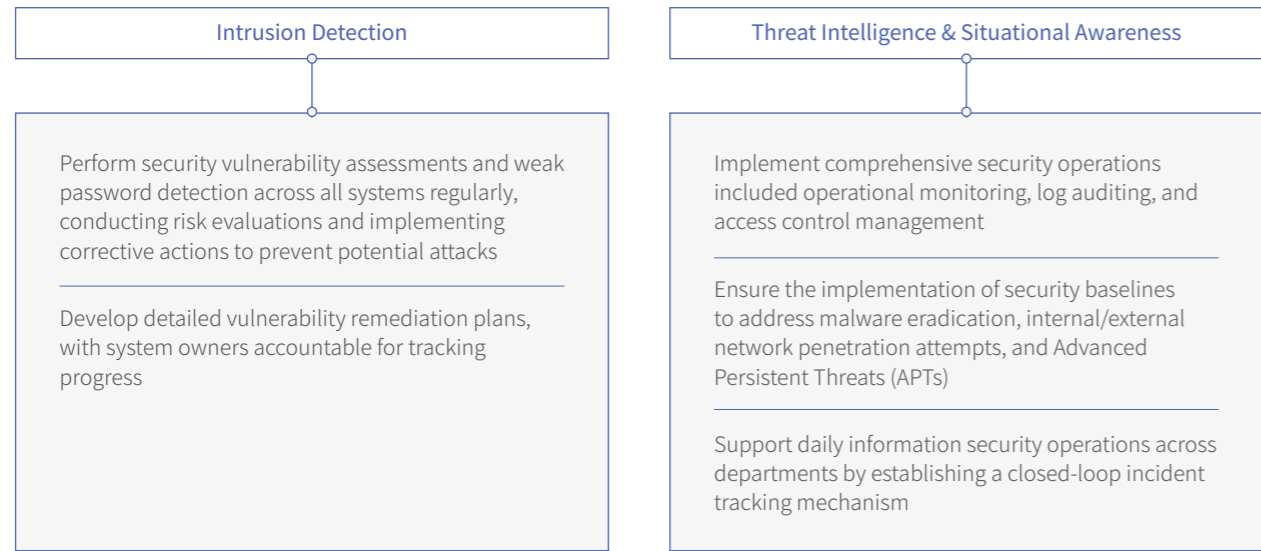 Intrusion Detection
Perform security vulnerability assessments and weak
password detection across all systems regularly,
conducting risk evaluations and implementing
corrective actions to prevent potential attacks
Develop detailed vulnerability remediation plans,
with system owners accountable for tracking
progress
Threat Intelligence & Situational Awareness
Implement comprehensive security operations
included operational monitoring, log auditing, and
access control management
Ensure the implementation of security baselines
to address malware eradication, internal/external
network penetration attempts, and Advanced
Persistent Threats (APTs)
Support daily information security operations across
departments by establishing a closed-loop incident
tracking mechanism